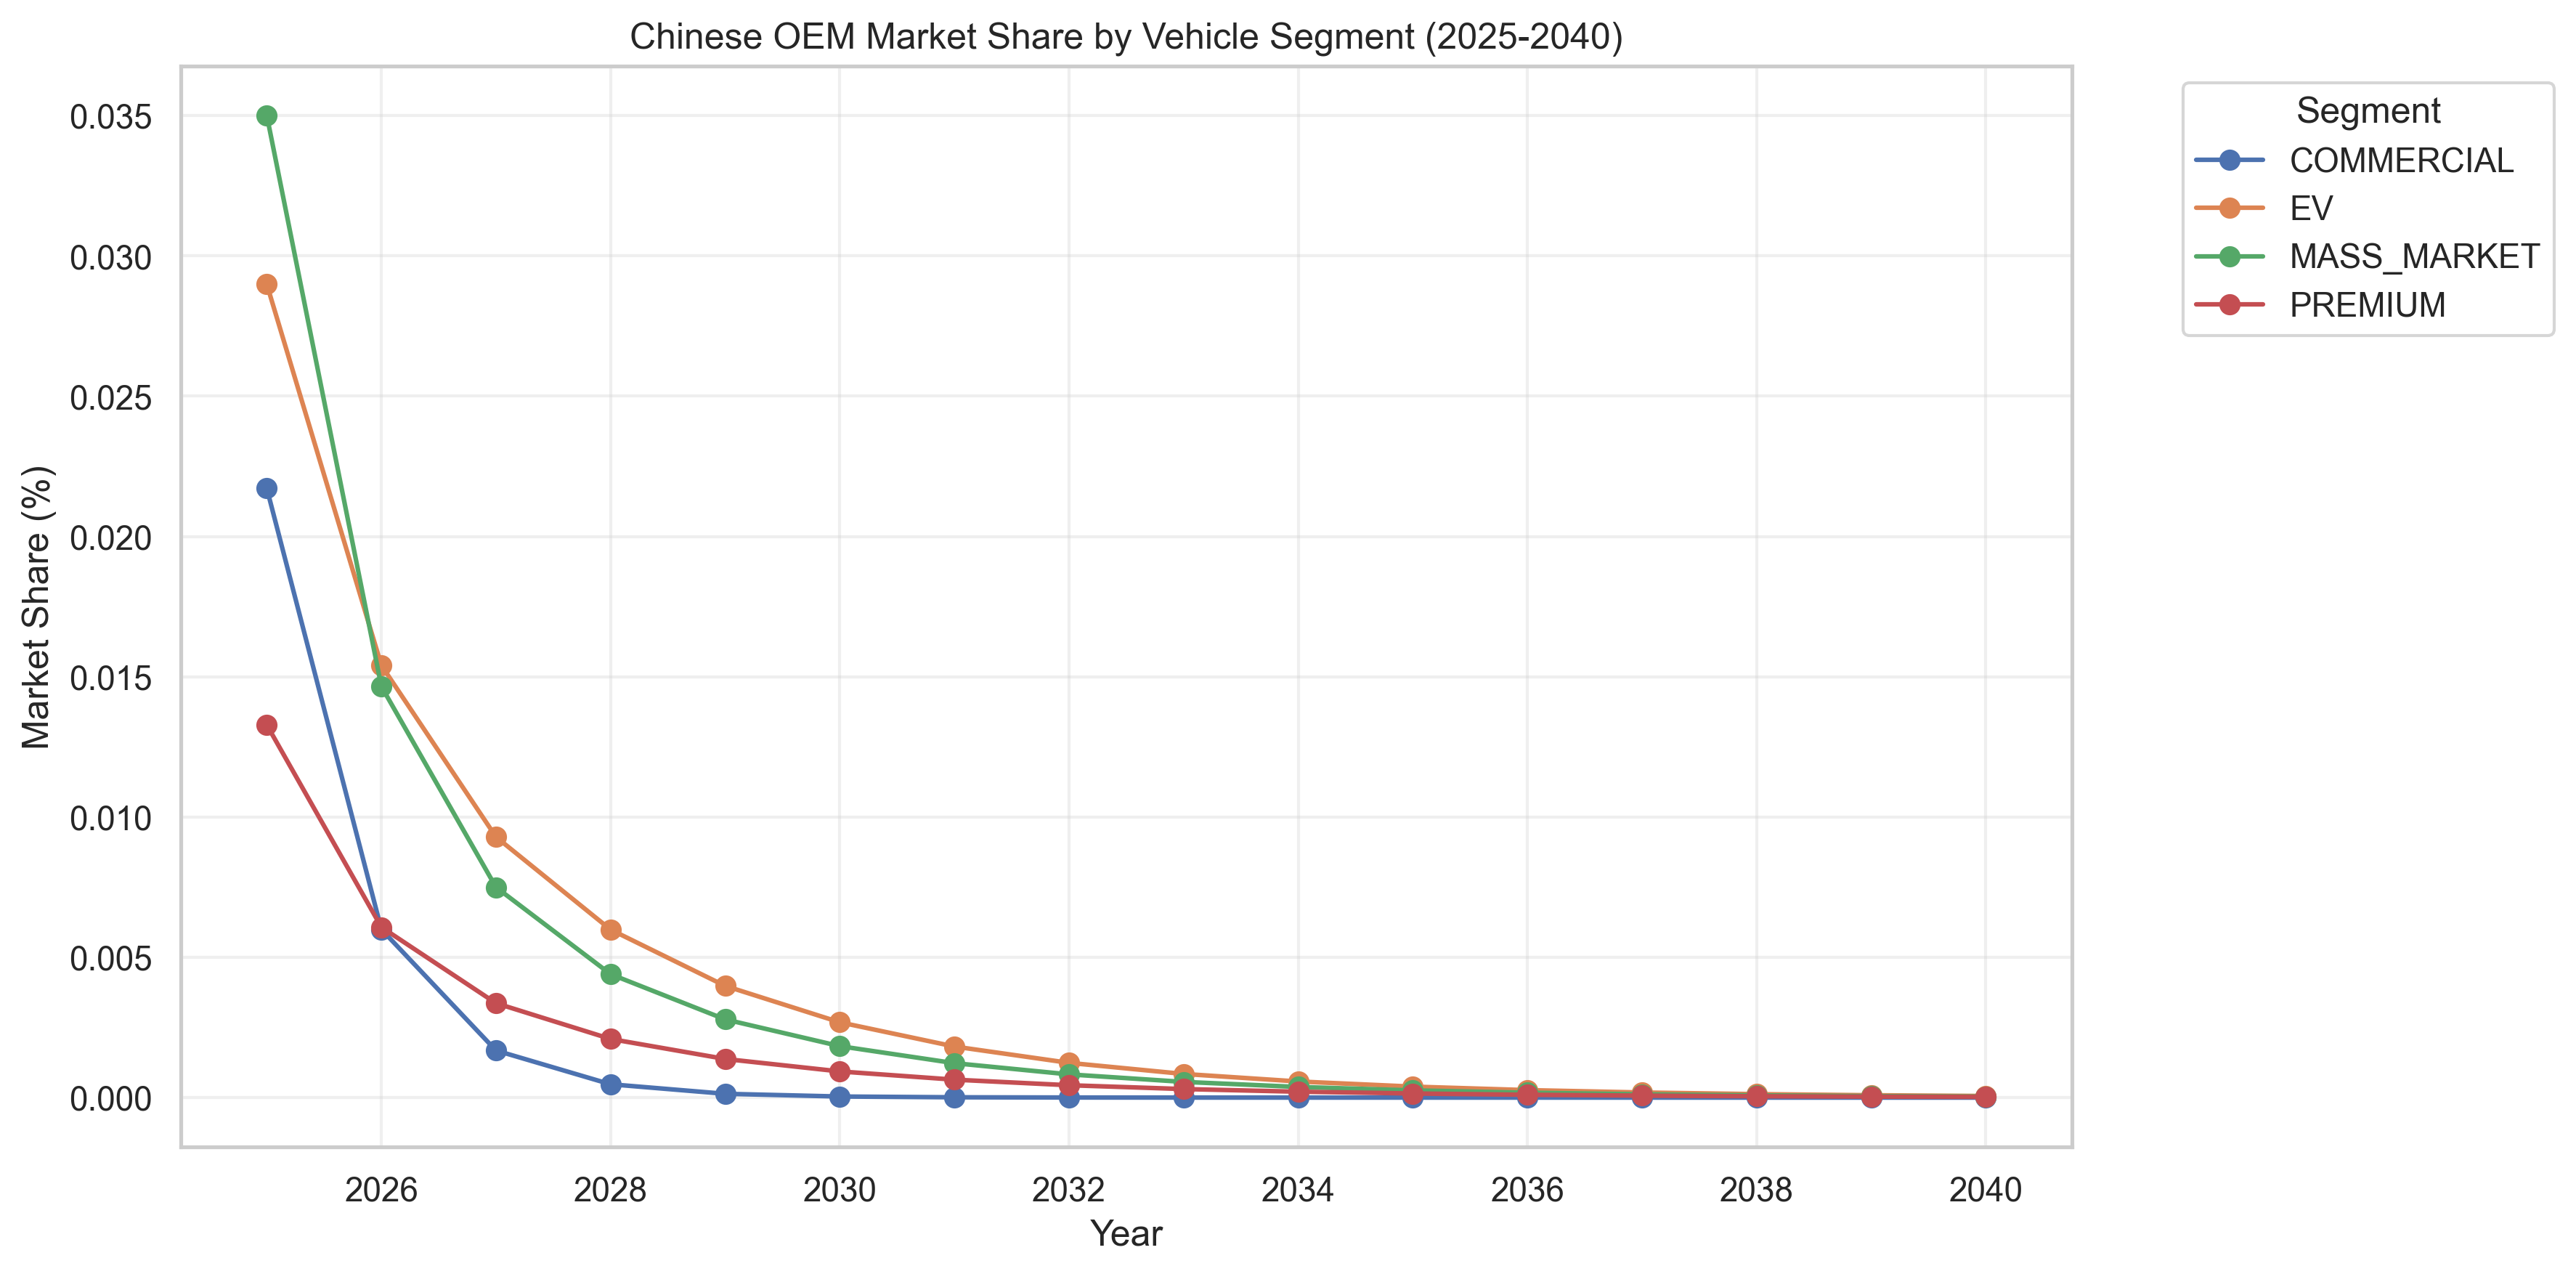 Chinese OEM Market Share by Vehicle Segment (2025-2040)
Market Share (%)
0.035
0.030
0.025
0.020
0.015
0.010
0.005
0.000
2026 2028 2030 2032 2034 2036 2038 2040
Year
Segment
COMMERCIAL
EV
MASS_MARKET
PREMIUM